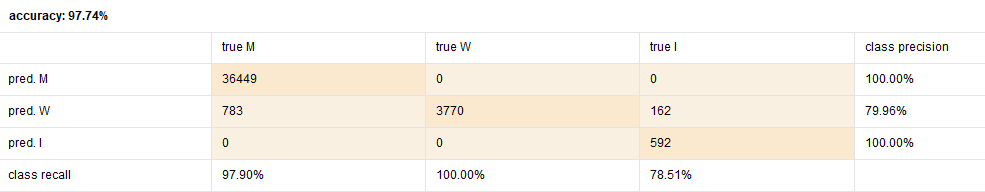 accuracy: 97.74%
true M true W true I class precision
pred. M 36449 0 0 100.00%
pred. W 783 3770 162 79.96%
pred. I 0 0 592 100.00%
class recall 97.90% 100.00% 78.51%